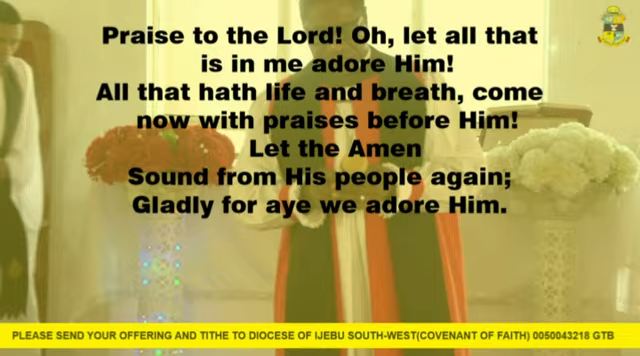 Praise to the Lord! Oh, let all that
is in me adore Him!
All that hath life and breath, come
now with praises before Him!
Let the Amen
Sound from His people again;
Gladly for aye we adore Him.
PLEASE SEND YOUR OFFERING AND TITHE TO DIOCESE OF IJEBU SOUTH-WEST(COVENANT OF FAITH) 0050043218 GTB